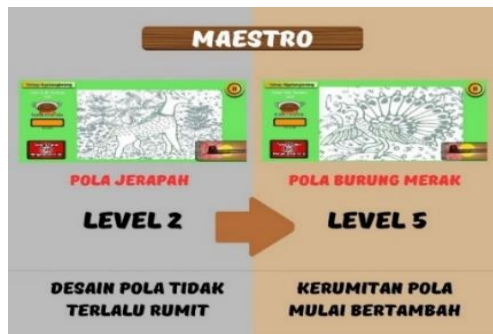 MAESTRO
POLA JERAPAH
POLA BURUNG MERAK
LEVEL 2
LEVEL 5
DESAIN POLA TIDAK
TERLALU RUMIT
KERUMITAN POLA
MULAI BERTAMBAH